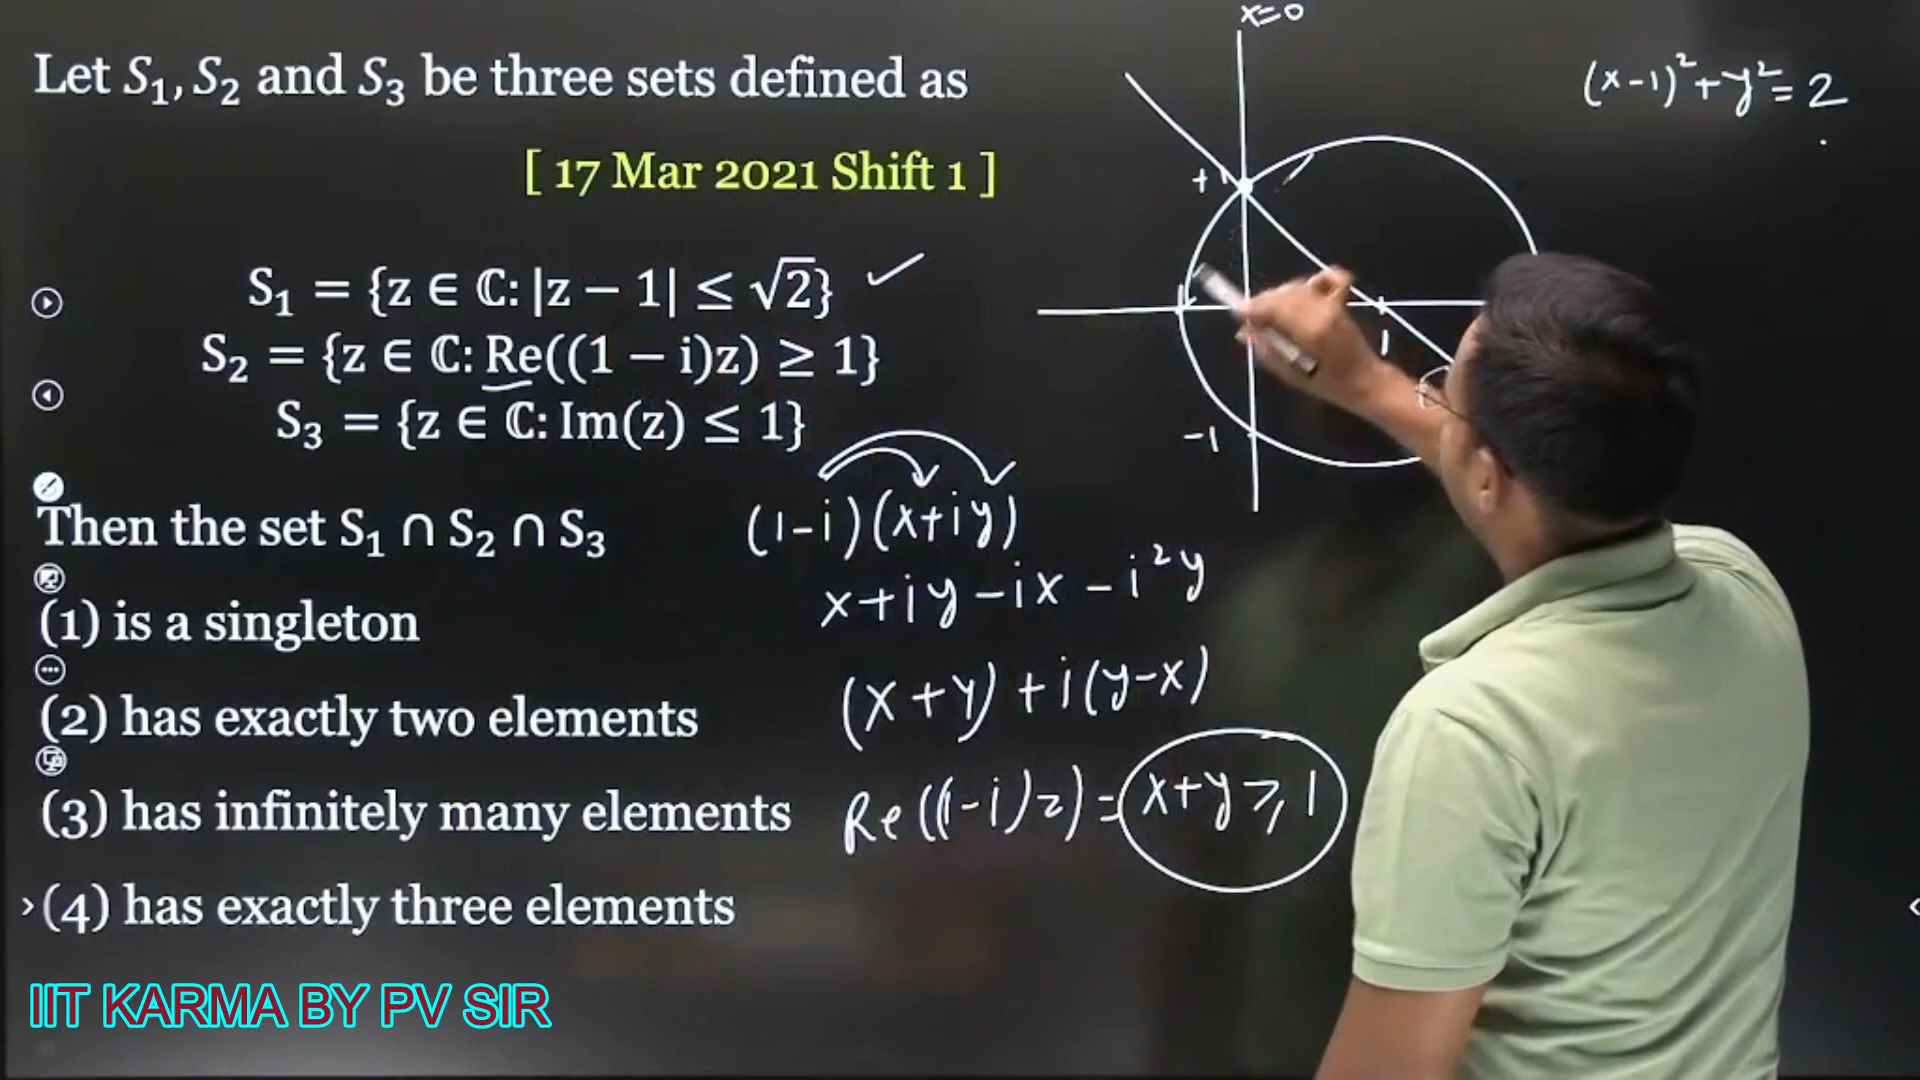 Let S₁, S₂ and S₃ be three sets defined as
[ 17 Mar 2021 Shift 1 ]
S₁ = {z ∈ ℂ: |z − 1| ≤ √2}
S₂ = {z ∈ ℂ: Re((1 − i)z) ≥ 1}
S₃ = {z ∈ ℂ: Im(z) ≤ 1}
Then the set S₁ ∩ S₂ ∩ S₃
(1) is a singleton
(2) has exactly two elements
(3) has infinitely many elements
(4) has exactly three elements
IIT KARMA BY PV SIR
(1-i)(x+iy)
x+iy-ix-i²y
(x+y)+i(y-x)
Re((1-i)z)=x+y≥1
x=0
+1
1
-1
(x-1)²+y²=2